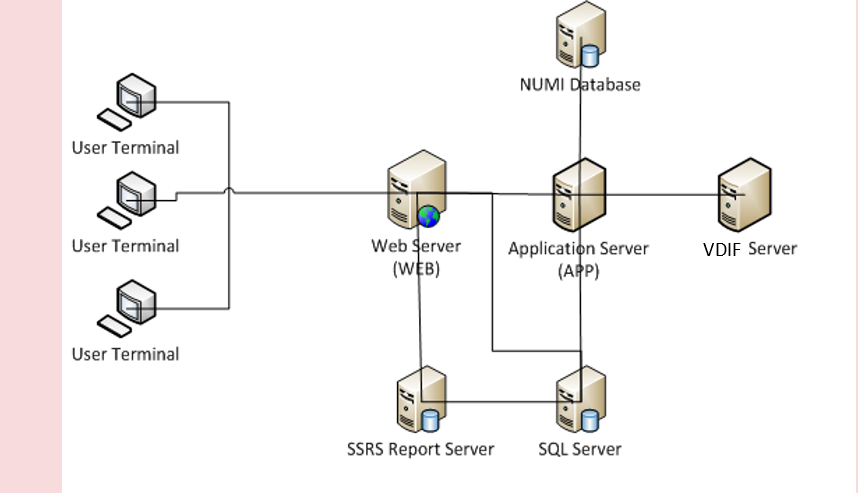 NUMI Database
User Terminal
User Terminal
Web Server
(WEB)
Application Server
(APP)
VDIF Server
User Terminal
SSRS Report Server
SQL Server